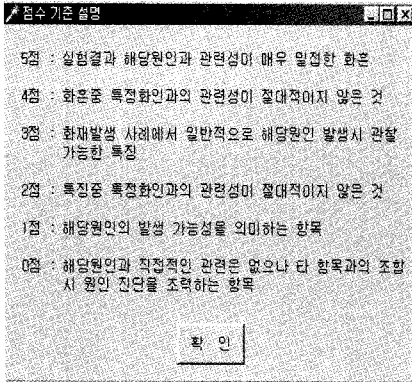 점수 기준 설명
5점 : 실험결과 해당원인과 관련성이 매우 밀접한 화흔
4점 : 화흔중 특정화인과의 관련성이 절대적이지 않은 것
3점 : 화재발생 사례에서 일반적으로 해당원인 발생시 관찰
가능한 특징
2점 : 특징중 특정화인과의 관련성이 절대적이지 않은 것
1점 : 해당원인의 발생 가능성을 의미하는 항목
0점 : 해당원인과 직접적인 관련은 없으나 타 항목과의 조합
시 원인 진단을 조력하는 항목
확 인